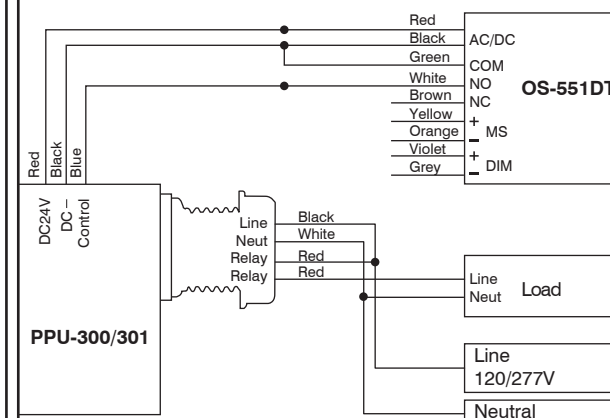 Red
Black
Green
White
Brown
Yellow
Orange
Violet
Grey
AC/DC
COM
NO
NC
+
− MS
+
− DIM
OS-551DT
Red
Black
Blue
DC24V
DC−
Control
PPU-300/301
Line
Neut
Relay
Relay
Black
White
Red
Red
Line
Neut
Load
Line
120/277V
Neutral